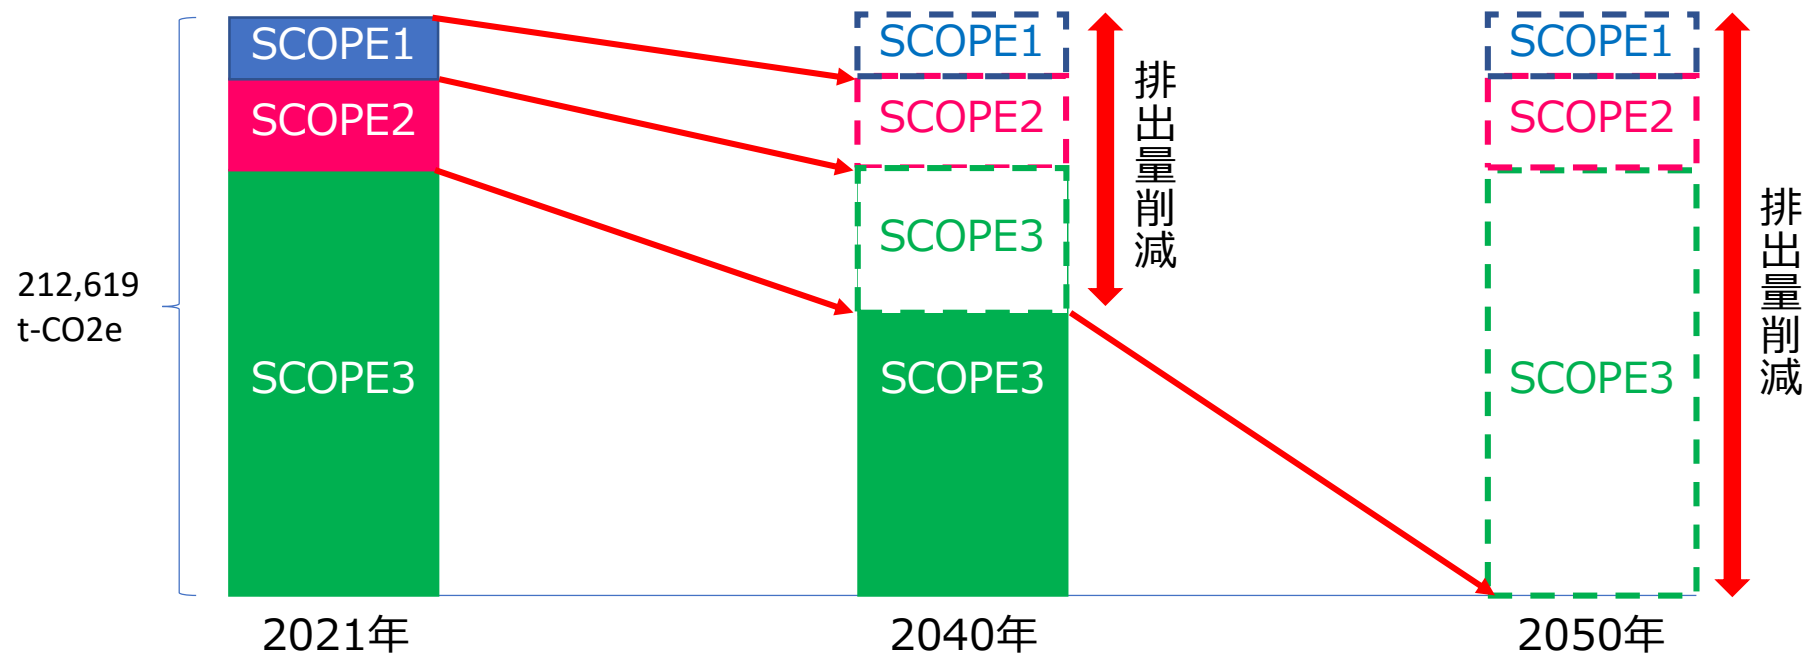 SCOPE1
SCOPE2
SCOPE3
212,619
t-CO2e
2021年
SCOPE1
SCOPE2
SCOPE3
SCOPE3
排出量削減
2040年
SCOPE1
SCOPE2
SCOPE3
排出量削減
2050年